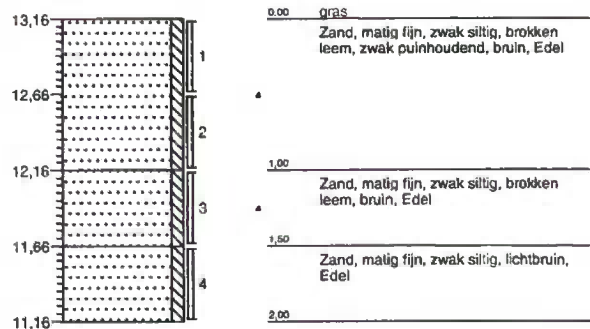 13,16
0.00 gras
Zand, matig fijn, zwak siltig, brokken
leem, zwak puinhoudend, bruin, Edel
1
12,66
2
12,16
1,00
Zand, matig fijn, zwak siltig, brokken
leem, bruin, Edel
3
11,66
1,50
Zand, matig fijn, zwak siltig, lichtbruin,
Edel
4
11,16
2,00